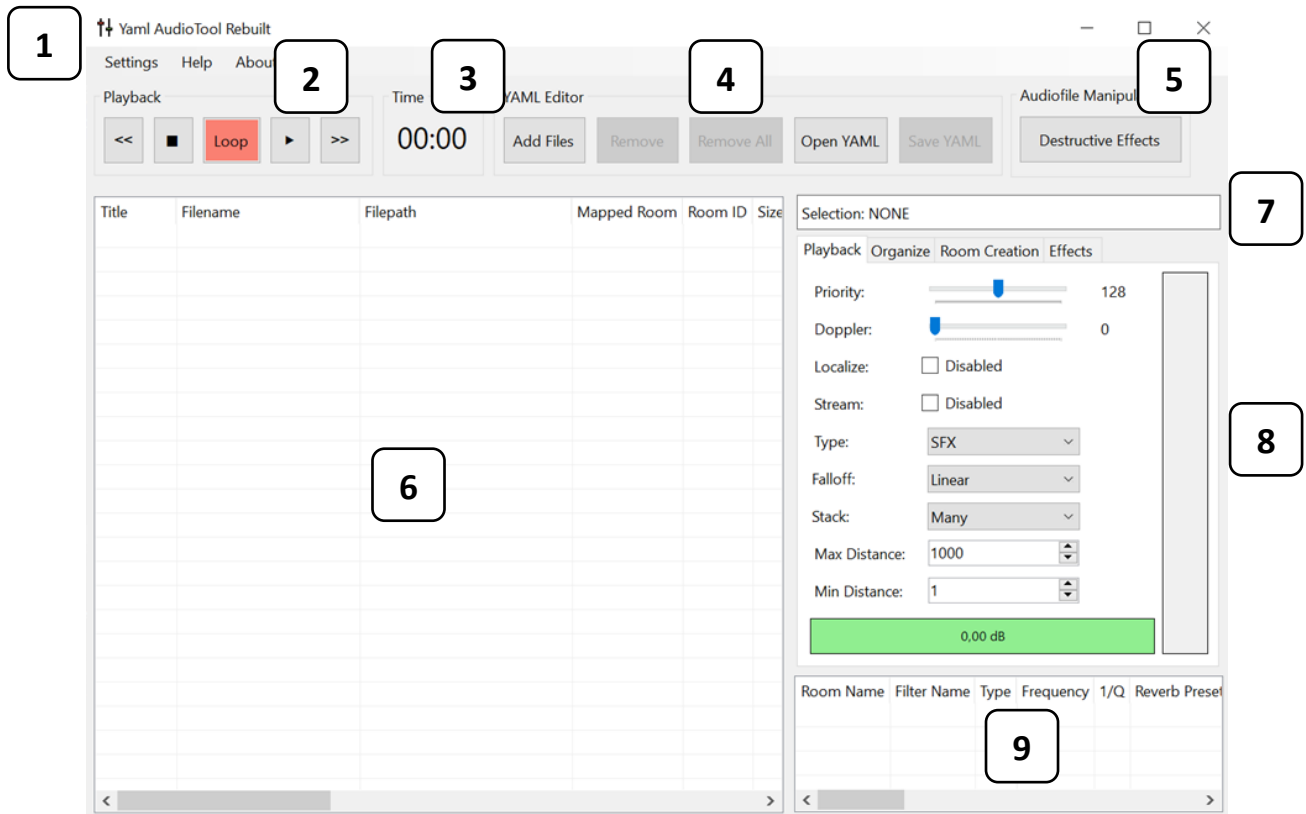 1
Yaml AudioTool Rebuilt
Settings Help About
2
3
4
5
Playback
Time
YAML Editor
Audiofile Manipul
<< ■ Loop ► >>
00:00
Add Files Remove Remove All Open YAML Save YAML
Destructive Effects
Title Filename Filepath Mapped Room Room ID Size
6
7
Selection: NONE
Playback Organize Room Creation Effects
Priority: 128
Doppler: 0
Localize: Disabled
Stream: Disabled
8
Type: SFX
Falloff: Linear
Stack: Many
Max Distance: 1000
Min Distance: 1
0,00 dB
Room Name Filter Name Type Frequency 1/Q Reverb Preset
9